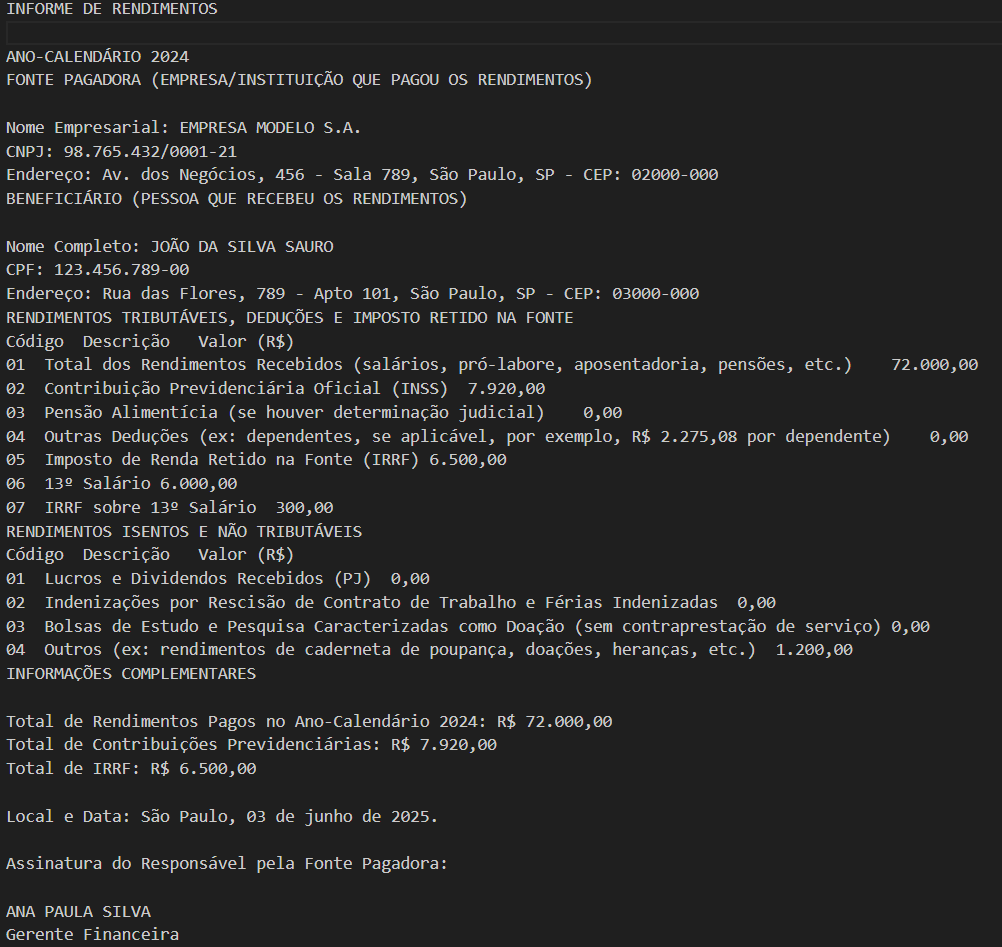 INFORME DE RENDIMENTOS
ANO-CALENDÁRIO 2024
FONTE PAGADORA (EMPRESA/INSTITUIÇÃO QUE PAGOU OS RENDIMENTOS)
Nome Empresarial: EMPRESA MODELO S.A.
CNPJ: 98.765.432/0001-21
Endereço: Av. dos Negócios, 456 - Sala 789, São Paulo, SP - CEP: 02000-000
BENEFICIÁRIO (PESSOA QUE RECEBEU OS RENDIMENTOS)
Nome Completo: JOÃO DA SILVA SAURO
CPF: 123.456.789-00
Endereço: Rua das Flores, 789 - Apto 101, São Paulo, SP - CEP: 03000-000
RENDIMENTOS TRIBUTÁVEIS, DEDUÇÕES E IMPOSTO RETIDO NA FONTE
Código  Descrição   Valor (R$)
01  Total dos Rendimentos Recebidos (salários, pró-labore, aposentadoria, pensões, etc.)    72.000,00
02  Contribuição Previdenciária Oficial (INSS)  7.920,00
03  Pensão Alimentícia (se houver determinação judicial)    0,00
04  Outras Deduções (ex: dependentes, se aplicável, por exemplo, R$ 2.275,08 por dependente)    0,00
05  Imposto de Renda Retido na Fonte (IRRF) 6.500,00
06  13º Salário 6.000,00
07  IRRF sobre 13º Salário  300,00
RENDIMENTOS ISENTOS E NÃO TRIBUTÁVEIS
Código  Descrição   Valor (R$)
01  Lucros e Dividendos Recebidos (PJ)  0,00
02  Indenizações por Rescisão de Contrato de Trabalho e Férias Indenizadas  0,00
03  Bolsas de Estudo e Pesquisa Caracterizadas como Doação (sem contraprestação de serviço) 0,00
04  Outros (ex: rendimentos de caderneta de poupança, doações, heranças, etc.)  1.200,00
INFORMAÇÕES COMPLEMENTARES
Total de Rendimentos Pagos no Ano-Calendário 2024: R$ 72.000,00
Total de Contribuições Previdenciárias: R$ 7.920,00
Total de IRRF: R$ 6.500,00
Local e Data: São Paulo, 03 de junho de 2025.
Assinatura do Responsável pela Fonte Pagadora:
ANA PAULA SILVA
Gerente Financeira